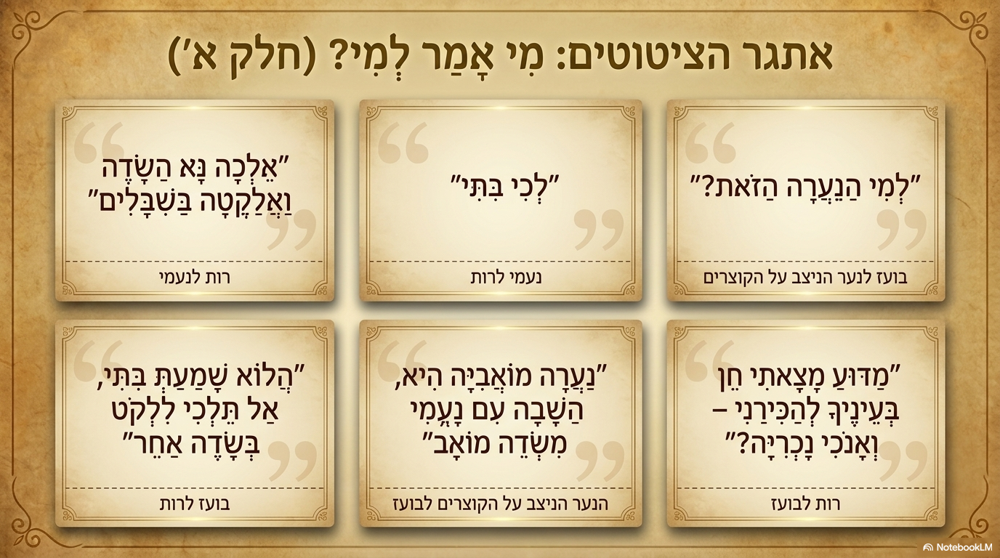 אתגר הציטוטים: מִי אָמַר לְמִי? (חלק א')
"לְמִי הַנַּעֲרָה הַזֹּאת?"
בועז לנער הניצב על הקוצרים
"לְכִי בִּתִּי"
נעמי לרות
"אֵלְכָה נָּא הַשָּׂדֶה
וַאֲלַקֳטָה בַּשִּׁבֳּלִים"
רות לנעמי
"מַדּוּעַ מָצָאתִי חֵן
בְּעֵינֶיךָ לְהַכִּירֵנִי –
וְאָנֹכִי נָכְרִיָּה?"
רות לבועז
"נַעֲרָה מוֹאֲבִיָּה הִיא,
הַשָּׁבָה עִם נָעֳמִי
מִשְּׂדֵה מוֹאָב"
הנער הניצב על הקוצרים לבועז
"הֲלוֹא שָׁמַעַתְּ בִּתִּי,
אַל תֵּלְכִי לִלְקֹט
בְּשָׂדֶה אַחֵר"
בועז לרות
NotebookLM